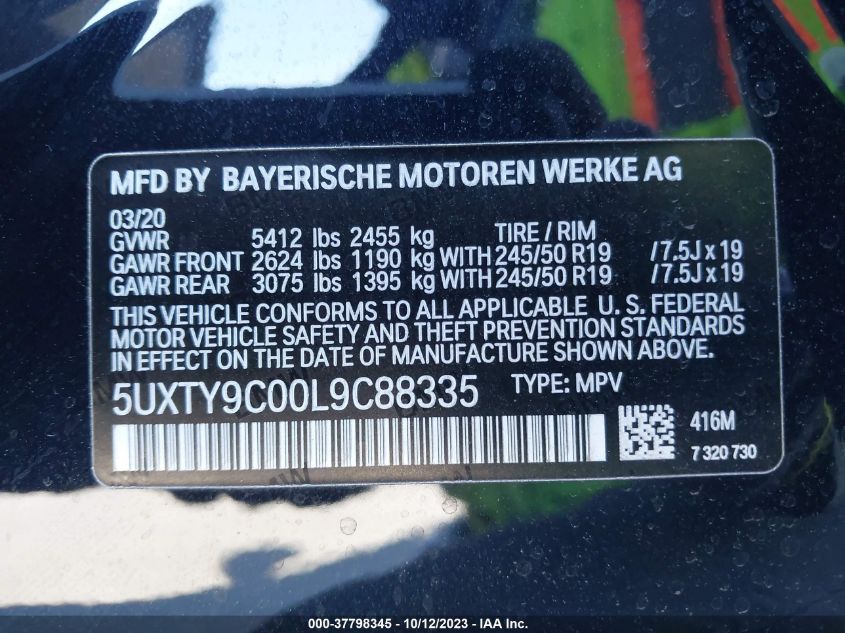 MFD BY BAYERISCHE MOTOREN WERKE AG
03/20
GVWR 5412 lbs 2455 kg TIRE / RIM
GAWR FRONT 2624 lbs 1190 kg WITH 245/50 R19 /7.5J x 19
GAWR REAR 3075 lbs 1395 kg WITH 245/50 R19 /7.5J x 19
THIS VEHICLE CONFORMS TO ALL APPLICABLE U. S. FEDERAL
MOTOR VEHICLE SAFETY AND THEFT PREVENTION STANDARDS
IN EFFECT ON THE DATE OF MANUFACTURE SHOWN ABOVE.
5UXTY9C00L9C88335 TYPE: MPV
416M
7 320 730
000-37798345 - 10/12/2023 - IAA Inc.